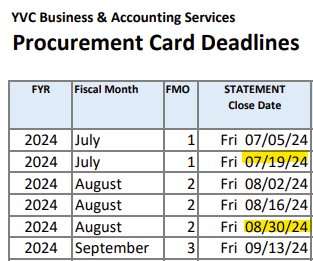 YVC Business & Accounting Services
Procurement Card Deadlines
FYR Fiscal Month FMO STATEMENT
Close Date
2024 July 1 Fri 07/05/24
2024 July 1 Fri 07/19/24
2024 August 2 Fri 08/02/24
2024 August 2 Fri 08/16/24
2024 August 2 Fri 08/30/24
2024 September 3 Fri 09/13/24